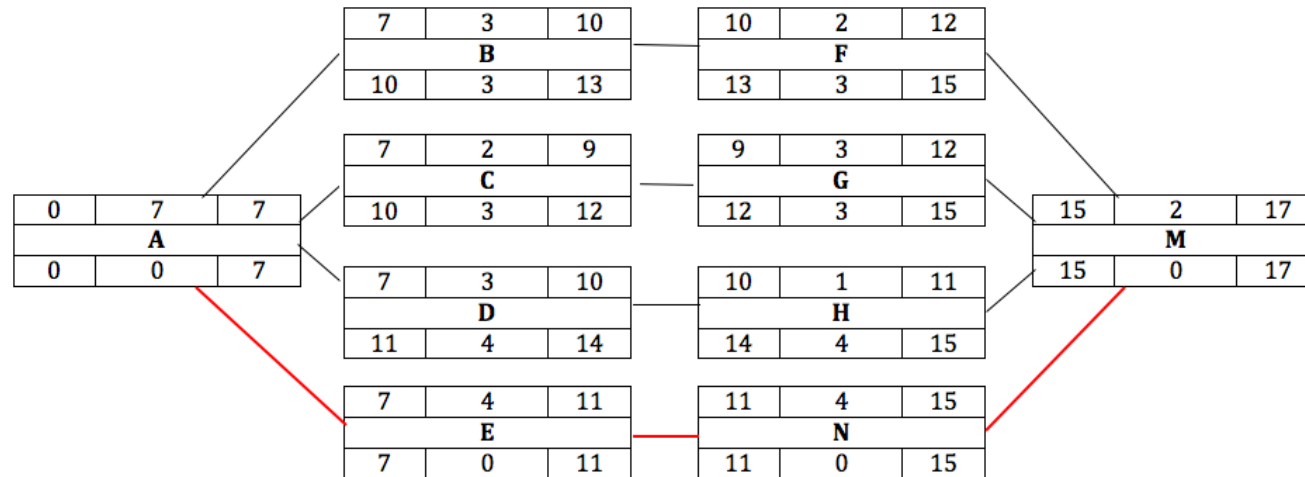 7 3 10
B
10 3 13
10 2 12
F
13 3 15
7 2 9
C
10 3 12
9 3 12
G
12 3 15
0 7 7
A
0 0 7
15 2 17
M
15 0 17
7 3 10
D
11 4 14
10 1 11
H
14 4 15
7 4 11
E
7 0 11
11 4 15
N
11 0 15